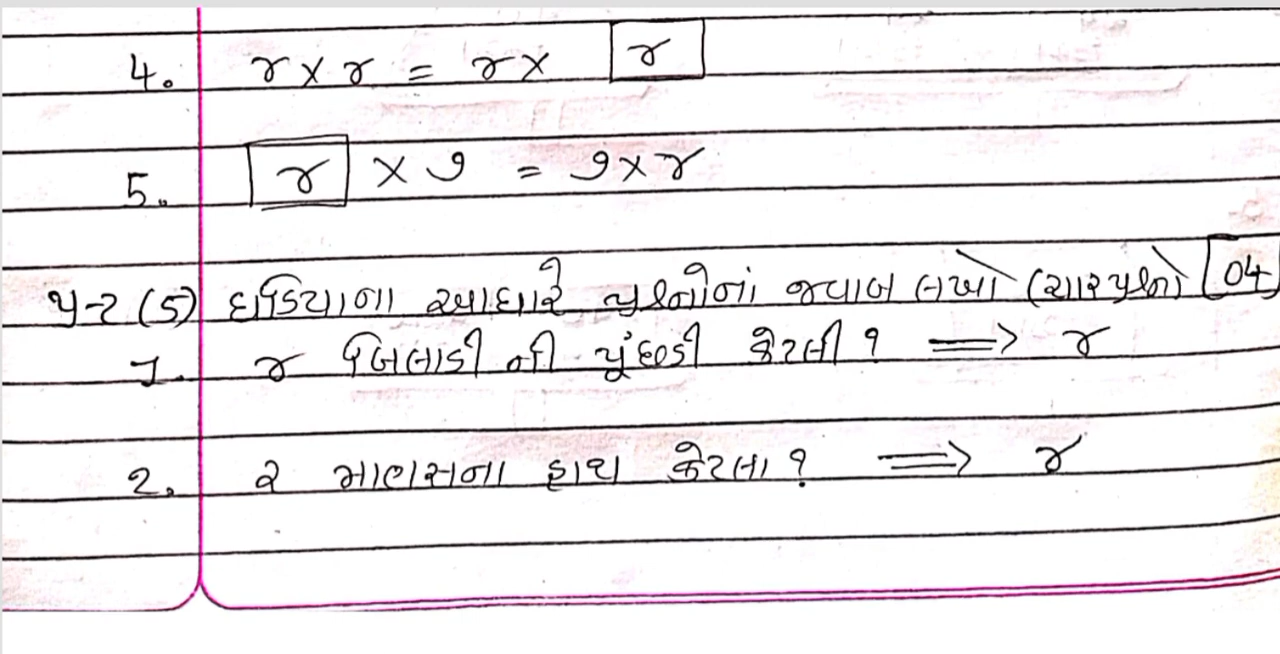 4. ૪ x ૪ = ૪ x ૪
5. ૪ x ૭ = ૭ x ૪
પ્ર-૨ (5) ઘડિયાના આધારે પ્રશ્નોનાં જવાબ લખો (ચાર પ્રશ્નો) 04
1. ૪ બિલાડી ની પૂંછડી કેટલી ? ⟹ ૪
2. ૨ માણસના હાથ કેટલા ? ⟹ ૪